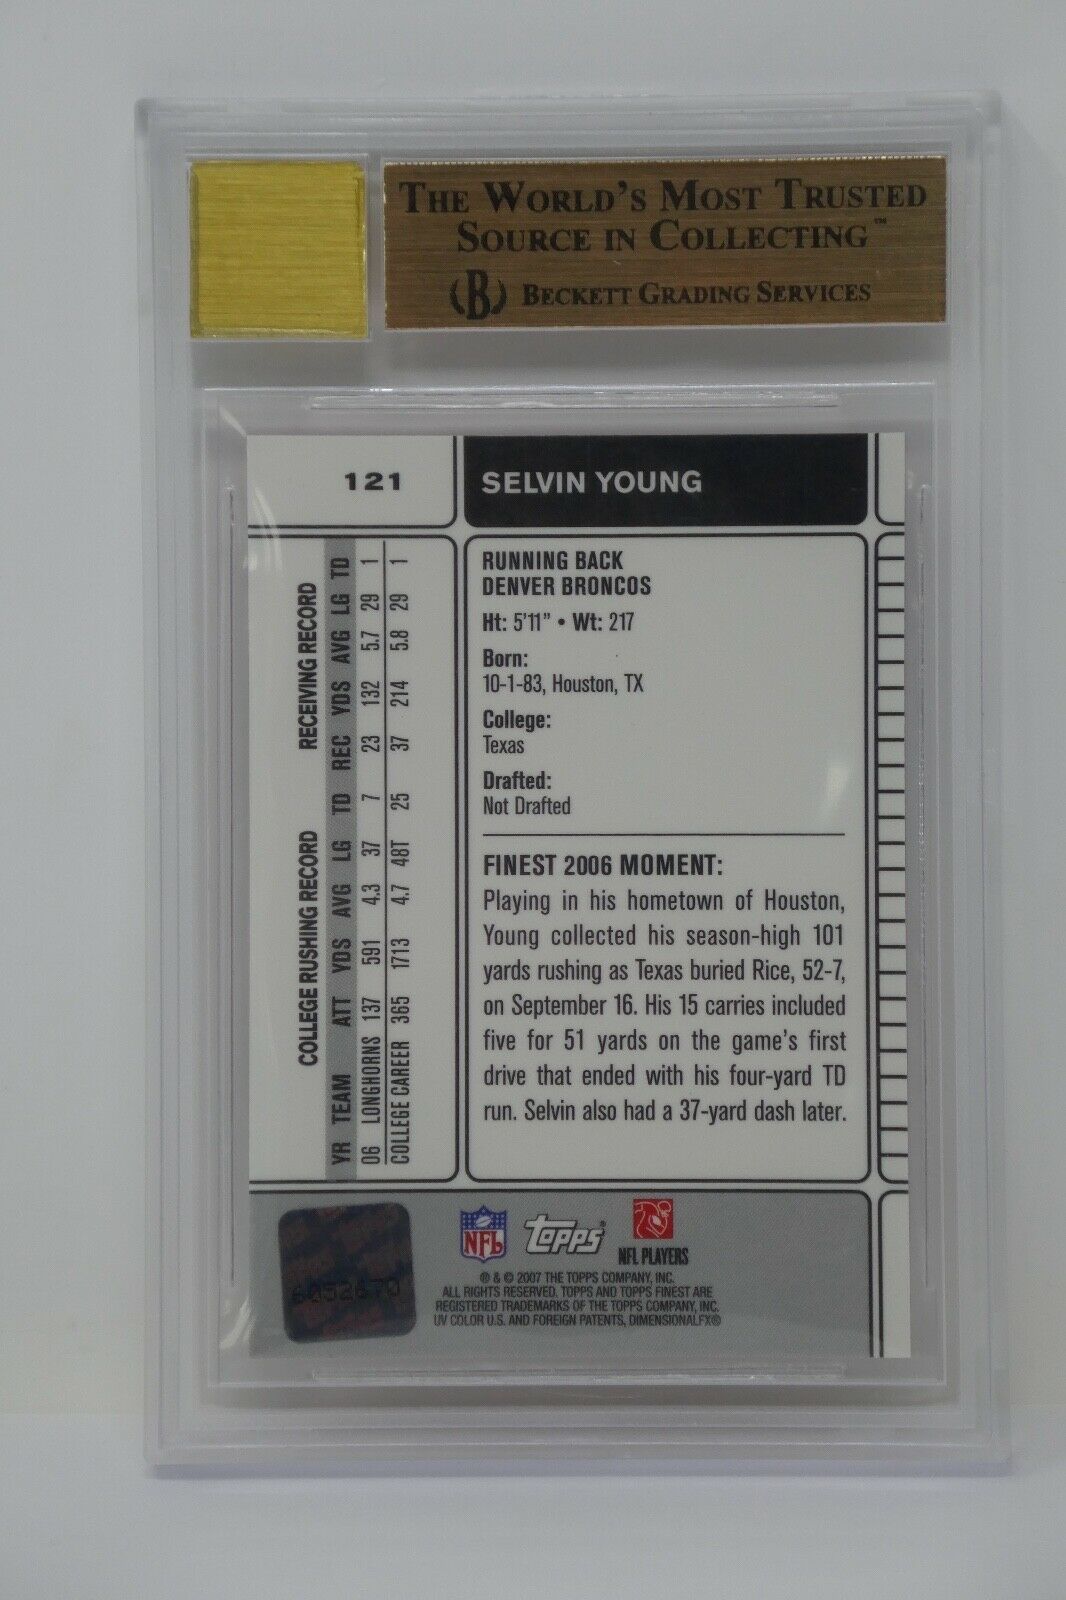 THE WORLD'S MOST TRUSTED
SOURCE IN COLLECTING™
(B) BECKETT GRADING SERVICES
121
SELVIN YOUNG
COLLEGE RUSHING RECORD RECEIVING RECORD
YR TEAM ATT YDS AVG LG TD REC YDS AVG LG TD
06 LONGHORNS 137 591 4.3 37 7 23 132 5.7 29 1
COLLEGE CAREER 365 1713 4.7 48T 25 37 214 5.8 29 1
RUNNING BACK
DENVER BRONCOS
Ht: 5'11" • Wt: 217
Born:
10-1-83, Houston, TX
College:
Texas
Drafted:
Not Drafted
FINEST 2006 MOMENT:
Playing in his hometown of Houston,
Young collected his season-high 101
yards rushing as Texas buried Rice, 52-7,
on September 16. His 15 carries included
five for 51 yards on the game's first
drive that ended with his four-yard TD
run. Selvin also had a 37-yard dash later.
NFL
Topps®
NFL PLAYERS
® & © 2007 THE TOPPS COMPANY, INC.
ALL RIGHTS RESERVED. TOPPS AND TOPPS FINEST ARE
REGISTERED TRADEMARKS OF THE TOPPS COMPANY, INC.
UV COLOR U.S. AND FOREIGN PATENTS, DIMENSIONALFX®